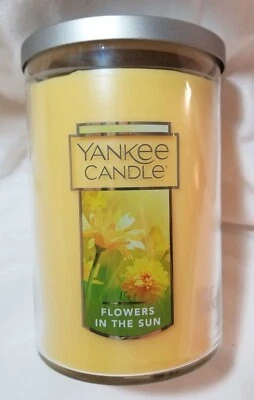 YANKEE
CANDLE®
FLOWERS
IN THE SUN